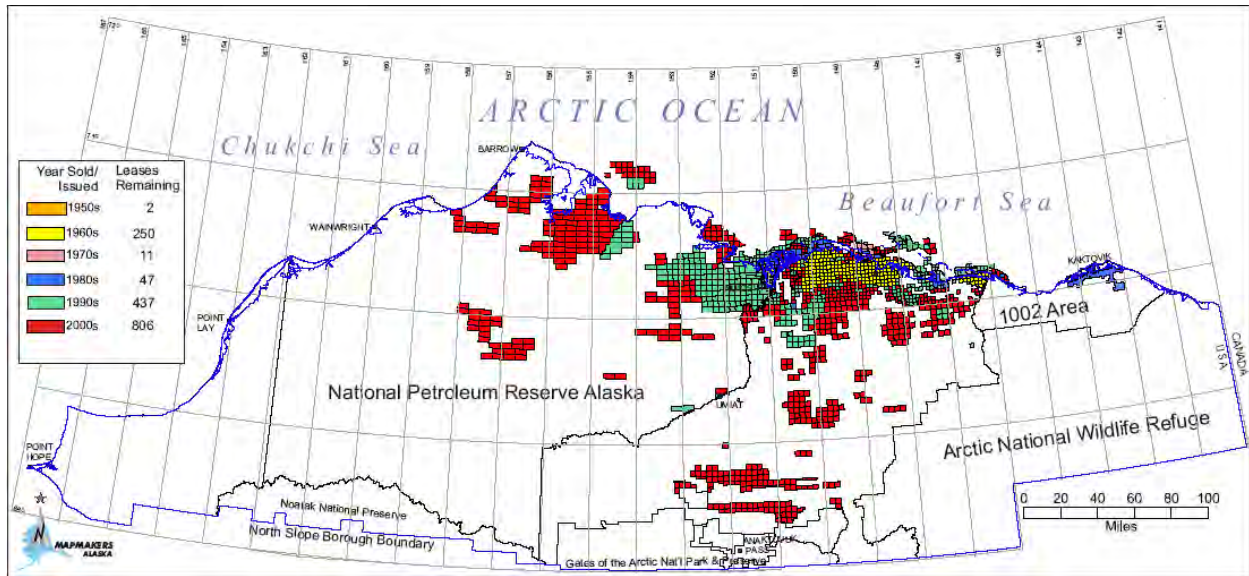 ARCTIC OCEAN
Chukchi Sea
BARROW
Beaufort Sea
Year Sold/ Leases
Issued Remaining
1950s 2
1960s 250
1970s 11
1980s 47
1990s 437
2000s 806
WAINWRIGHT
KAKTOVIK
POINT
LAY
1002 Area
CANADA
USA
National Petroleum Reserve Alaska
UMIAT
Arctic National Wildlife Refuge
POINT
HOPE
Noatak National Preserve
North Slope Borough Boundary
ANAKTUVUK
PASS
Gates of the Arctic Nat'l Park & Preserve
0 20 40 60 80 100
Miles
MAPMAKERS
ALASKA